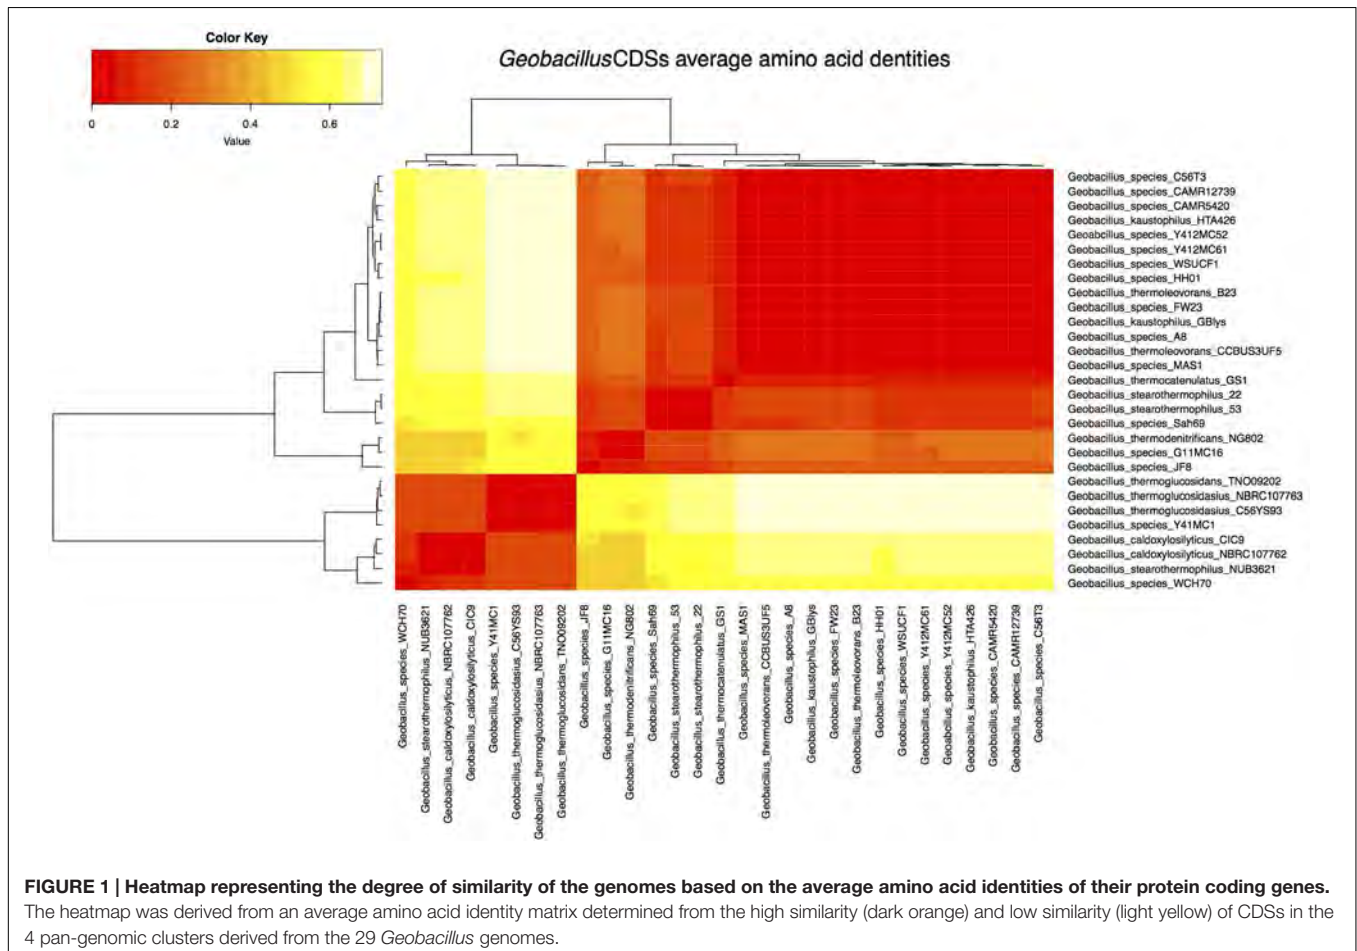 Color Key
0 0.2 0.4 0.6
Value
GeobacillusCDSs average amino acid dentities
Geobacillus_species_C56T3
Geobacillus_species_CAMR12739
Geobacillus_species_CAMR5420
Geobacillus_kaustophilus_HTA426
Geoabcillus_species_Y412MC52
Geobacillus_species_Y412MC61
Geobacillus_species_WSUCF1
Geobacillus_species_HH01
Geobacillus_thermoleovorans_B23
Geobacillus_species_FW23
Geobacillus_kaustophilus_GBlys
Geobacillus_species_A8
Geobacillus_thermoleovorans_CCBUS3UF5
Geobacillus_species_MAS1
Geobacillus_thermocatenulatus_GS1
Geobacillus_stearothermophilus_22
Geobacillus_stearothermophilus_53
Geobacillus_species_Sah69
Geobacillus_thermodenitrificans_NG802
Geobacillus_species_G11MC16
Geobacillus_species_JF8
Geobacillus_thermoglucosidans_TNO09202
Geobacillus_thermoglucosidasius_NBRC107763
Geobacillus_thermoglucosidasius_C56YS93
Geobacillus_species_Y41MC1
Geobacillus_caldoxylosilyticus_CIC9
Geobacillus_caldoxylosilyticus_NBRC107762
Geobacillus_stearothermophilus_NUB3621
Geobacillus_species_WCH70
Geobacillus_species_WCH70
Geobacillus_stearothermophilus_NUB3621
Geobacillus_caldoxylosilyticus_NBRC107762
Geobacillus_caldoxylosilyticus_CIC9
Geobacillus_species_Y41MC1
Geobacillus_thermoglucosidasius_C56YS93
Geobacillus_thermoglucosidasius_NBRC107763
Geobacillus_thermoglucosidans_TNO09202
Geobacillus_species_JF8
Geobacillus_species_G11MC16
Geobacillus_thermodenitrificans_NG802
Geobacillus_species_Sah69
Geobacillus_stearothermophilus_53
Geobacillus_stearothermophilus_22
Geobacillus_thermocatenulatus_GS1
Geobacillus_species_MAS1
Geobacillus_thermoleovorans_CCBUS3UF5
Geobacillus_species_A8
Geobacillus_kaustophilus_GBlys
Geobacillus_species_FW23
Geobacillus_thermoleovorans_B23
Geobacillus_species_HH01
Geobacillus_species_WSUCF1
Geobacillus_species_Y412MC61
Geoabcillus_species_Y412MC52
Geobacillus_kaustophilus_HTA426
Geobacillus_species_CAMR5420
Geobacillus_species_CAMR12739
Geobacillus_species_C56T3
FIGURE 1 | Heatmap representing the degree of similarity of the genomes based on the average amino acid identities of their protein coding genes.
The heatmap was derived from an average amino acid identity matrix determined from the high similarity (dark orange) and low similarity (light yellow) of CDSs in the
4 pan-genomic clusters derived from the 29 Geobacillus genomes.